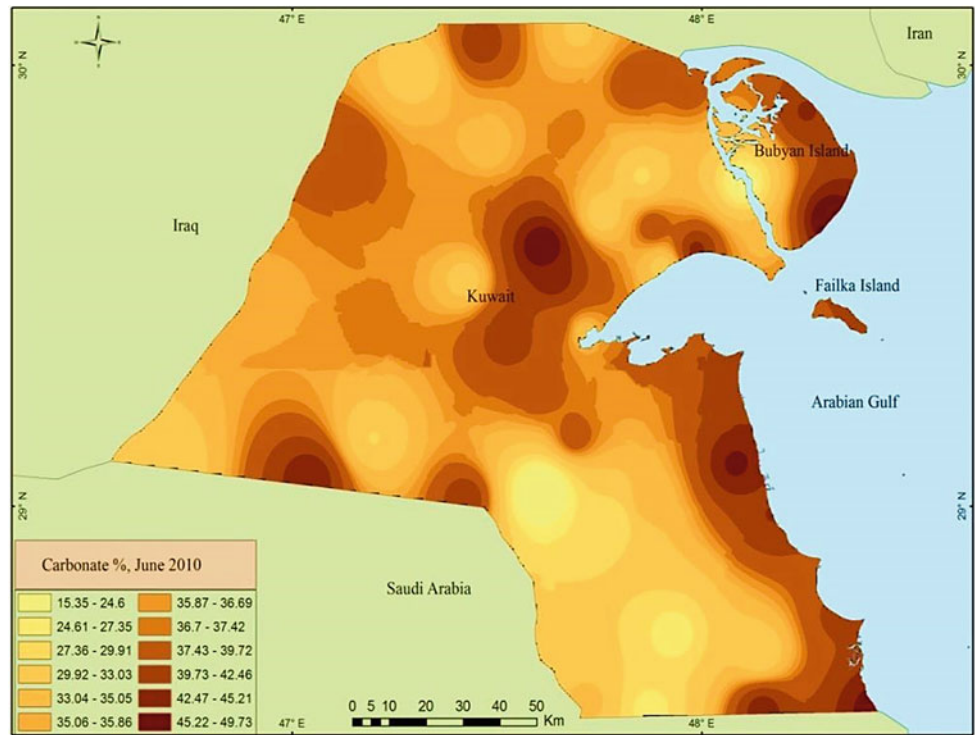 47° E
48° E
Iran
30° N
30° N
Bubyan Island
Iraq
Failka Island
Kuwait
Arabian Gulf
29° N
29° N
Carbonate %, June 2010
15.35 - 24.6
35.87 - 36.69
24.61 - 27.35
36.7 - 37.42
27.36 - 29.91
37.43 - 39.72
29.92 - 33.03
39.73 - 42.46
33.04 - 35.05
42.47 - 45.21
35.06 - 35.86
45.22 - 49.73
Saudi Arabia
0 5 10 20 30 40 50
Km
47° E
48° E